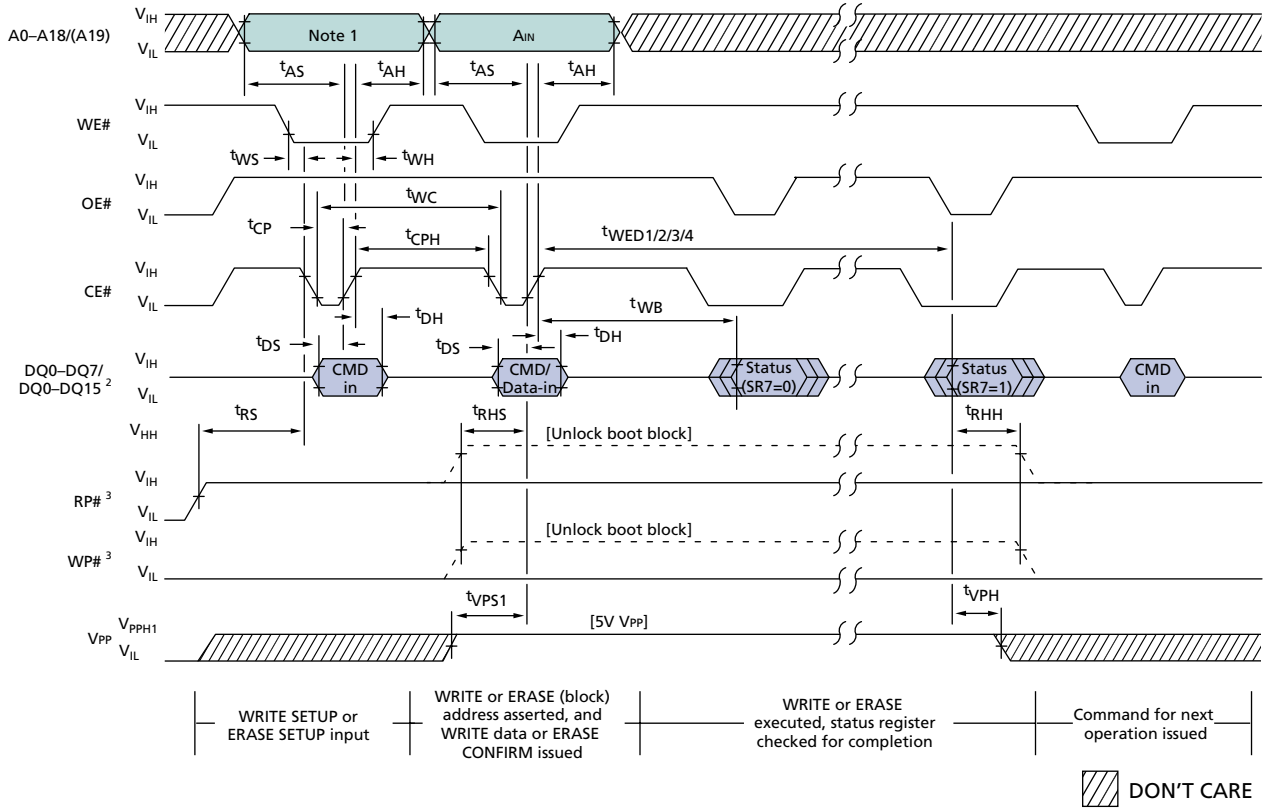 A0–A18/(A19)
VIH
VIL
Note 1
AIN
tAS
tAH
tAS
tAH
WE#
VIH
VIL
tWS
tWH
OE#
VIH
VIL
tWC
tCP
tCPH
tWED1/2/3/4
CE#
VIH
VIL
tWB
tDH
tDH
tDS
tDS
DQ0–DQ7/
DQ0–DQ15 2
VIH
VIL
CMD
in
CMD/
Data-in
Status
(SR7=0)
Status
(SR7=1)
CMD
in
tRS
tRHS
tRHH
VHH
[Unlock boot block]
RP# 3
VIH
VIL
WP# 3
VIH
VIL
[Unlock boot block]
tVPS1
tVPH
VPP
VPPH1
VIL
[5V VPP]
WRITE SETUP or
ERASE SETUP input
WRITE or ERASE (block)
address asserted, and
WRITE data or ERASE
CONFIRM issued
WRITE or ERASE
executed, status register
checked for completion
Command for next
operation issued
DON'T CARE